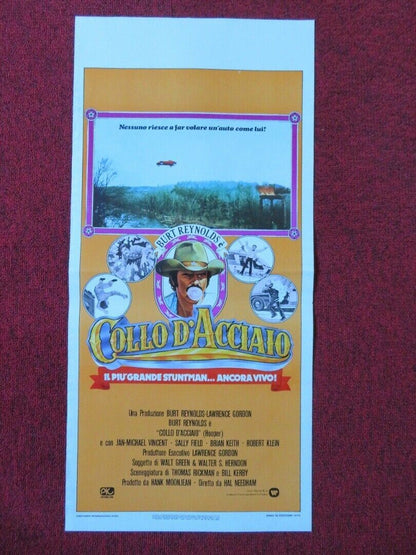 Nessuno riesce a far volare un'auto come lui!
BURT REYNOLDS è
COLLO D'ACCIAIO
IL PIU' GRANDE STUNTMAN... ANCORA VIVO!
Una Produzione BURT REYNOLDS-LAWRENCE GORDON
BURT REYNOLDS è
"COLLO D'ACCIAIO" (Hooper)
e con JAN-MICHAEL VINCENT - SALLY FIELD - BRIAN KEITH - ROBERT KLEIN
Produttore Esecutivo LAWRENCE GORDON
Soggetto di WALT GREEN & WALTER S. HERNDON
Sceneggiatura di THOMAS RICKMAN e BILL KERBY
Prodotto da HANK MOONJEAN - Diretto da HAL NEEDHAM